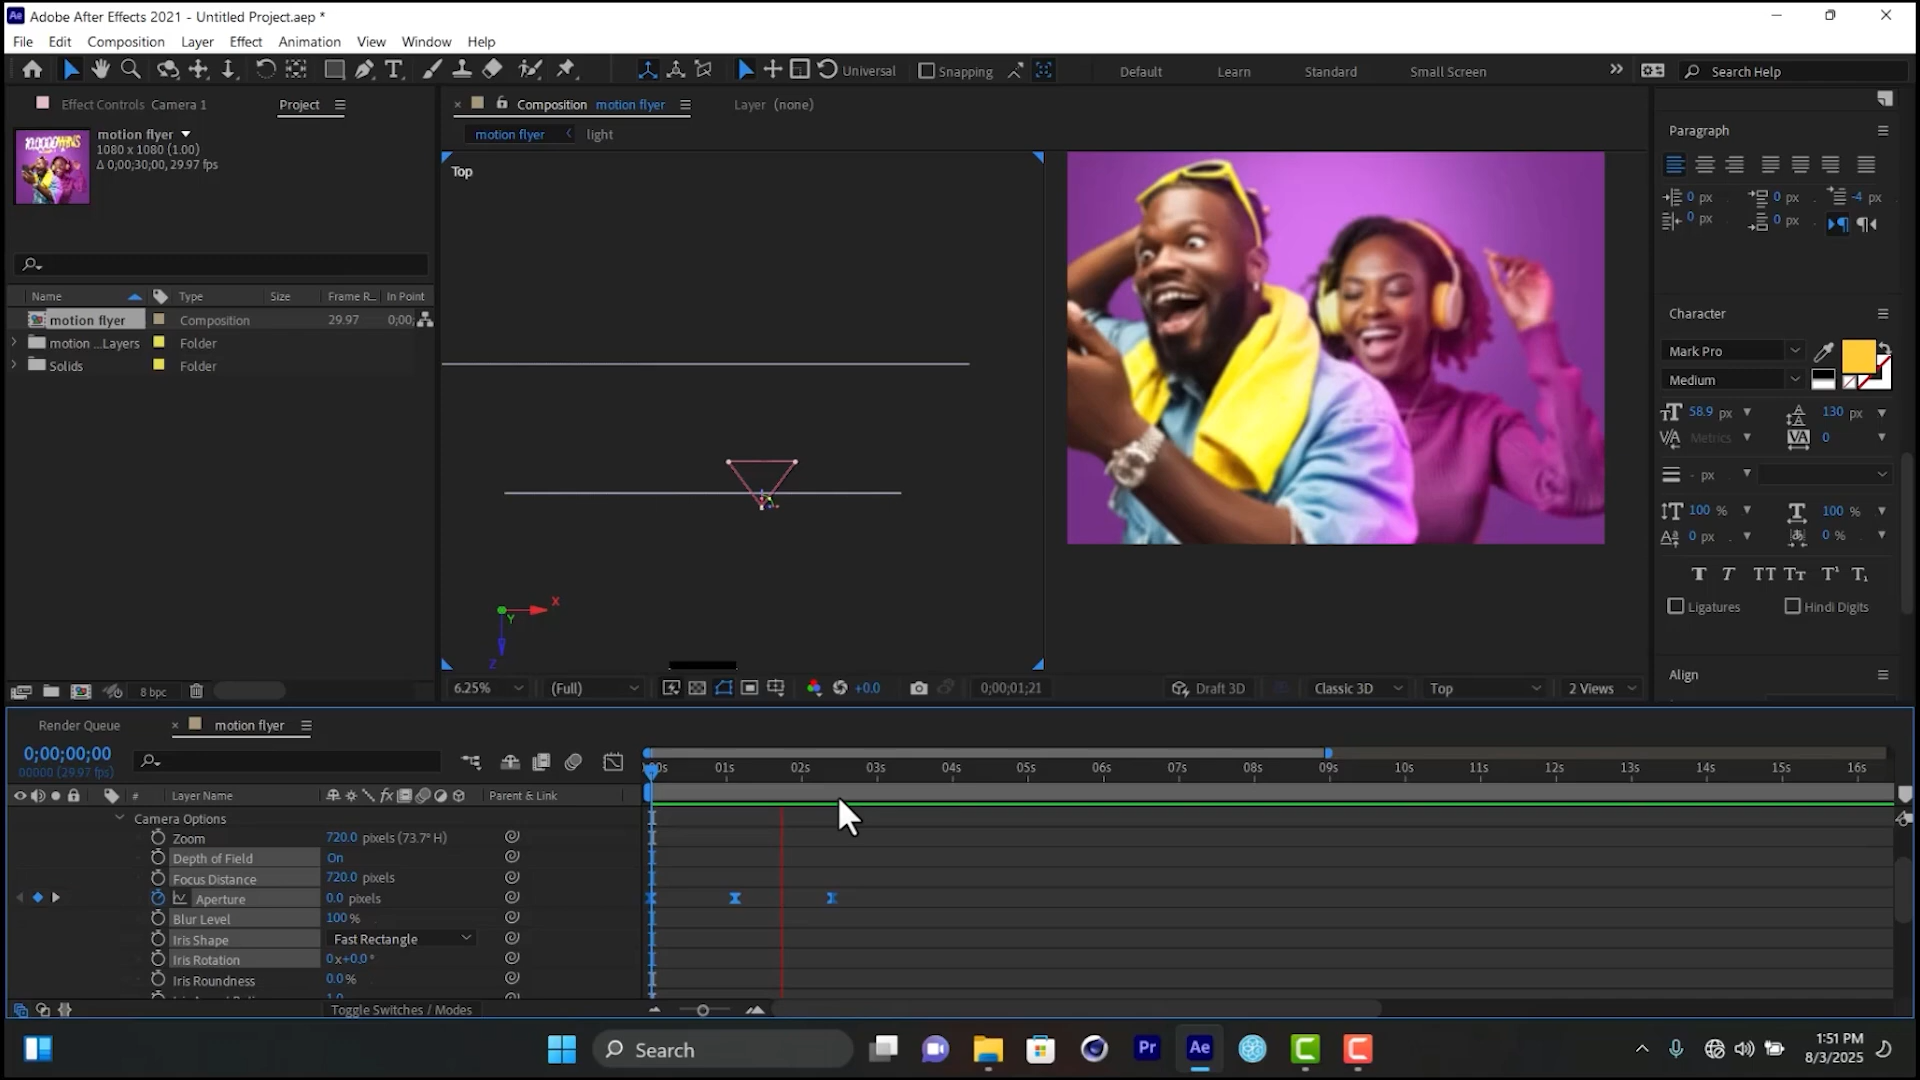 Adobe After Effects 2021 - Untitled Project.aep *
File Edit Composition Layer Effect Animation View Window Help
Universal Snapping Default Learn Standard Small Screen Search Help
Effect Controls Camera 1 Project
Composition motion flyer Layer (none)
motion flyer
1080 x 1080 (1.00)
Δ 0;00;30;00, 29.97 fps
motion flyer light
Top
Name Type Size Frame R... In Point
motion flyer Composition 29.97 0;00;
motion ...Layers Folder
Solids Folder
X
Y
Z
8 bpc
6.25% (Full) +0.0 0;00;01;21 Draft 3D Classic 3D Top 2 Views
Paragraph
0 px 0 px -4 px
0 px 0 px
Character
Mark Pro
Medium
58.9 px 130 px
Metrics 0
- px
100 % 100 %
0 px 0 %
T T TT Tт T¹ T₁
Ligatures Hindi Digits
Align
Render Queue motion flyer
0;00;00;00
00000 (29.97 fps)
:00s 01s 02s 03s 04s 05s 06s 07s 08s 09s 10s 11s 12s 13s 14s 15s 16s
# Layer Name fx Parent & Link
Camera Options
Zoom 720.0 pixels (73.7° H)
Depth of Field On
Focus Distance 720.0 pixels
Aperture 0.0 pixels
Blur Level 100 %
Iris Shape Fast Rectangle
Iris Rotation 0 x+0.0 °
Iris Roundness 0.0 %
Toggle Switches / Modes
Search Pr Ae C C
1:51 PM
8/3/2025